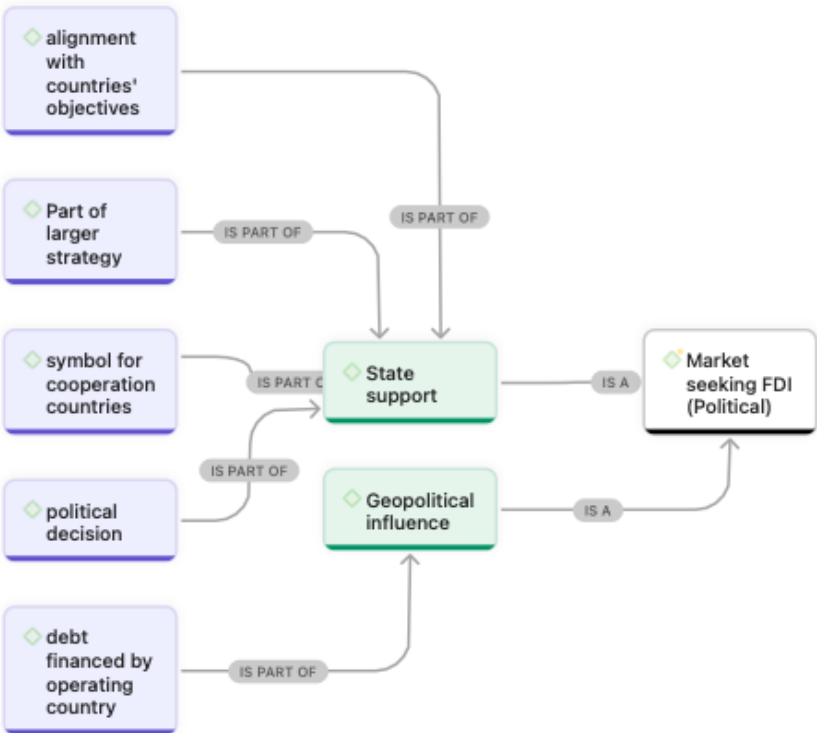 alignment
with
countries'
objectives
IS PART OF
Part of
larger
strategy
IS PART OF
symbol for
cooperation
countries
IS PART O
State
support
IS A
Market
seeking FDI
(Political)
IS PART OF
political
decision
Geopolitical
influence
IS A
debt
financed by
operating
country
IS PART OF